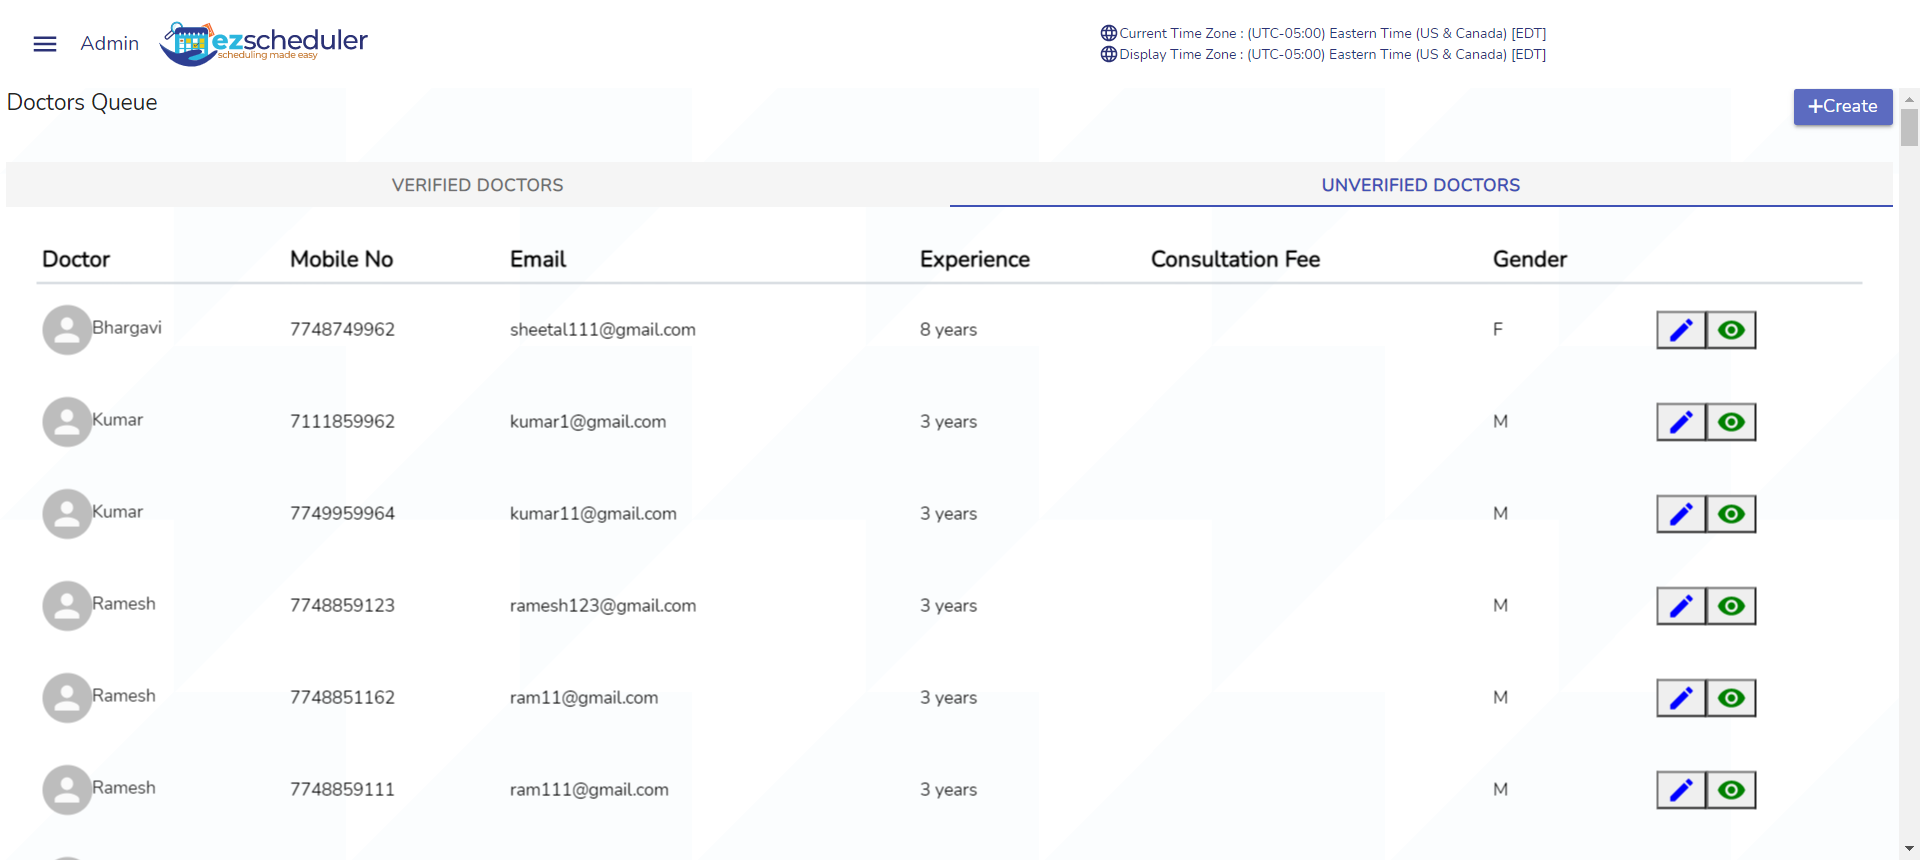 Admin
ezscheduler
scheduling made easy
Current Time Zone : (UTC-05:00) Eastern Time (US & Canada) [EDT]
Display Time Zone : (UTC-05:00) Eastern Time (US & Canada) [EDT]
Doctors Queue
+Create
VERIFIED DOCTORS UNVERIFIED DOCTORS
Doctor Mobile No Email Experience Consultation Fee Gender
Bhargavi 7748749962 sheetal111@gmail.com 8 years F
Kumar 7111859962 kumar1@gmail.com 3 years M
Kumar 7749959964 kumar11@gmail.com 3 years M
Ramesh 7748859123 ramesh123@gmail.com 3 years M
Ramesh 7748851162 ram11@gmail.com 3 years M
Ramesh 7748859111 ram111@gmail.com 3 years M